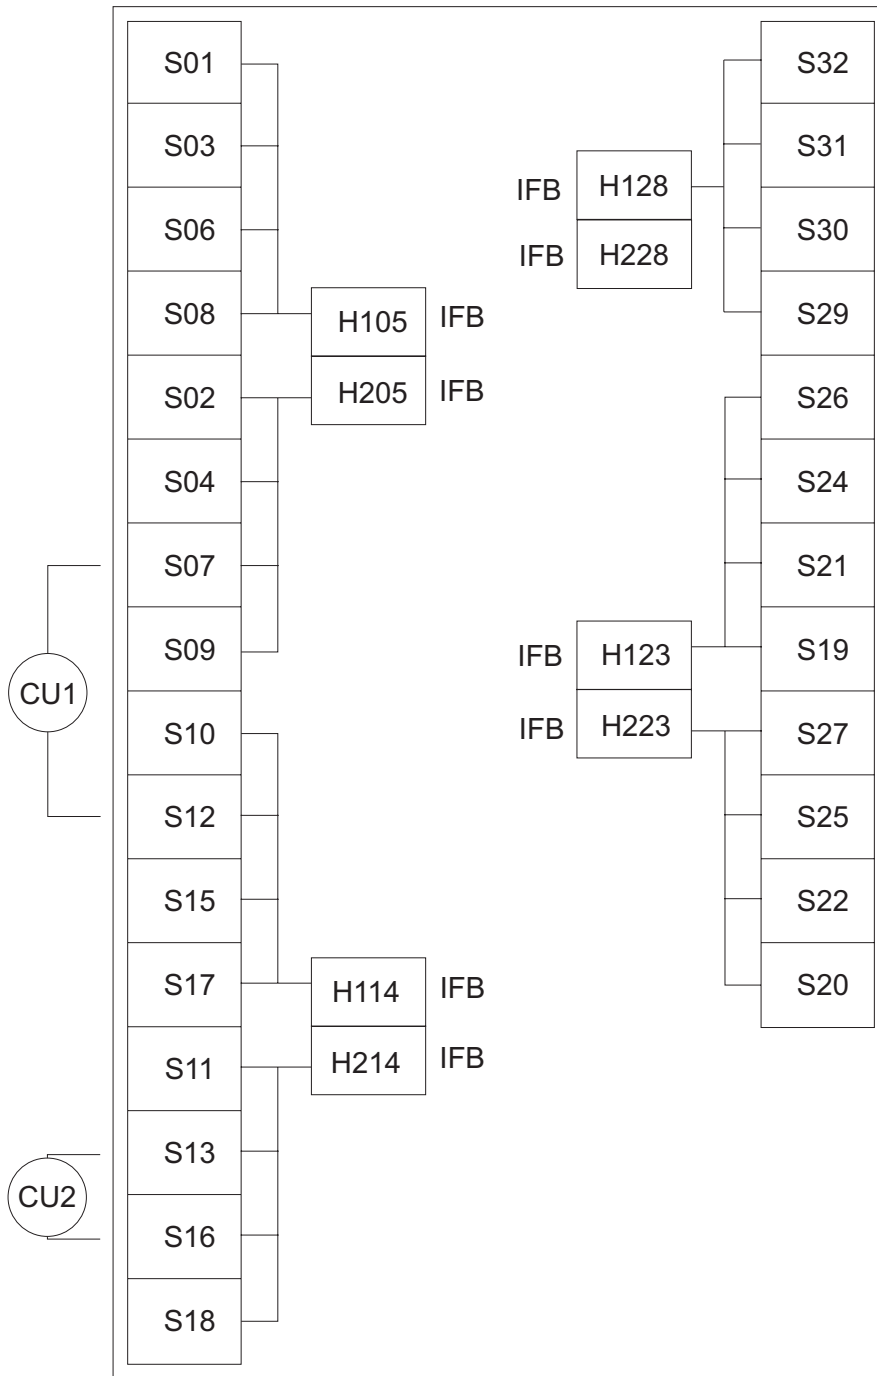 S01
S03
S06
S08
S02
S04
S07
S09
S10
S12
S15
S17
S11
S13
S16
S18
H105 IFB
H205 IFB
H114 IFB
H214 IFB
CU1
CU2
IFB H128
IFB H228
IFB H123
IFB H223
S32
S31
S30
S29
S26
S24
S21
S19
S27
S25
S22
S20